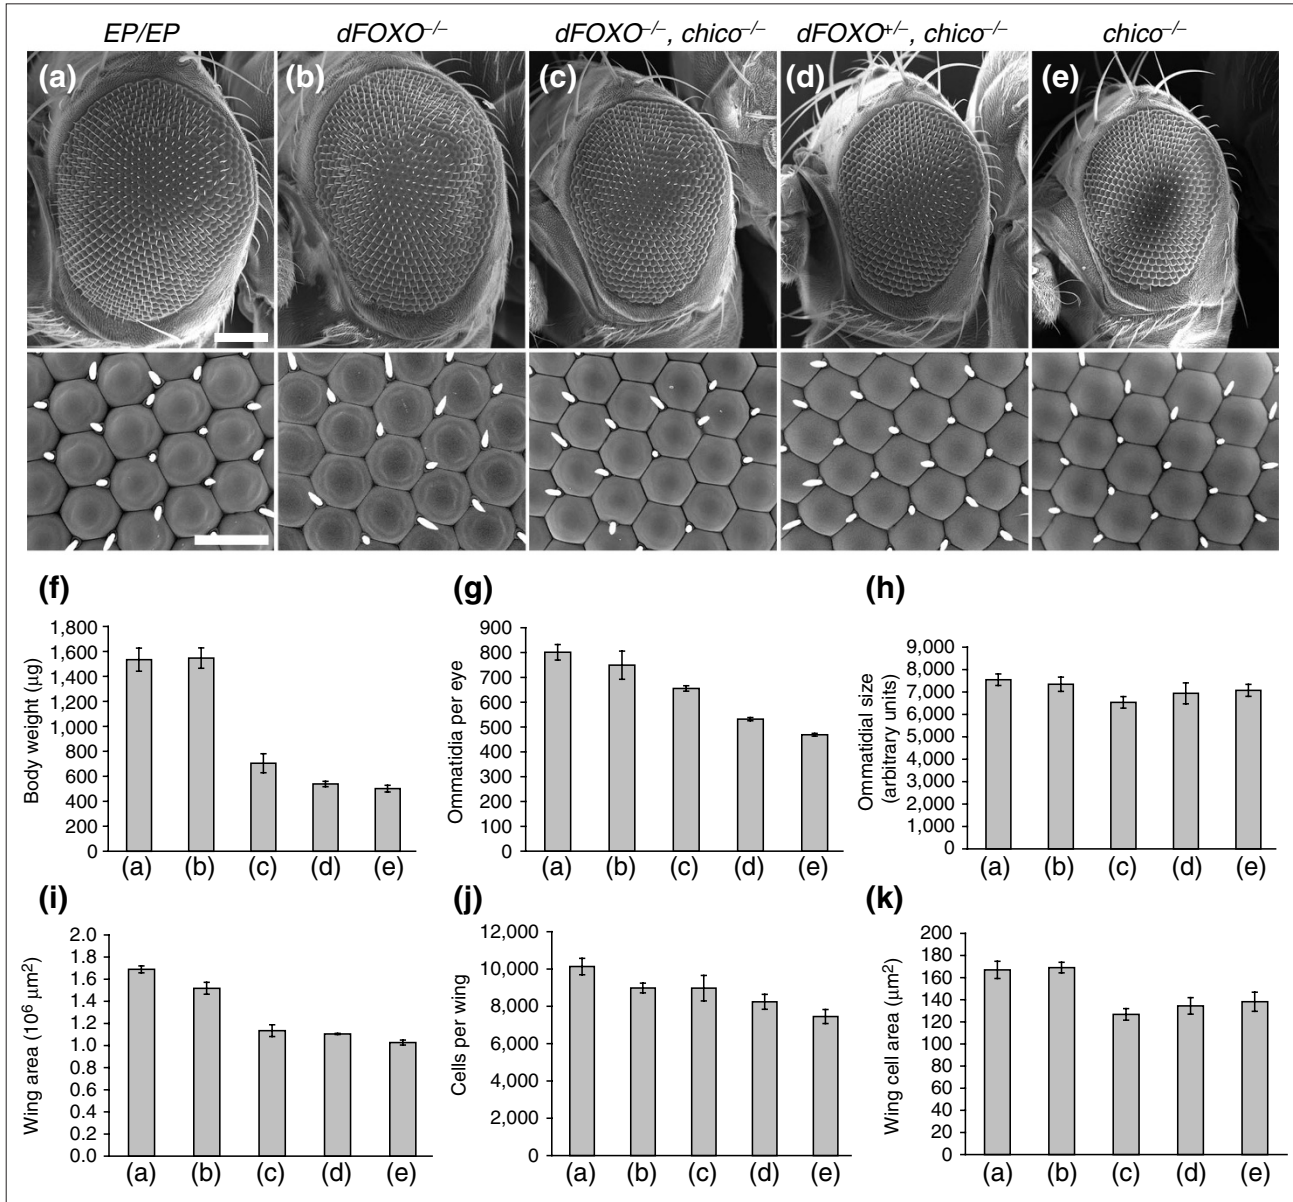 EP/EP
dFOXO–/–
dFOXO–/–, chico–/–
dFOXO+/–, chico–/–
chico–/–
(a)
(b)
(c)
(d)
(e)
(f)
Body weight (μg)
1,800
1,600
1,400
1,200
1,000
800
600
400
200
0
(a) (b) (c) (d) (e)
(g)
Ommatidia per eye
900
800
700
600
500
400
300
200
100
0
(a) (b) (c) (d) (e)
(h)
Ommatidial size
(arbitrary units)
9,000
8,000
7,000
6,000
5,000
4,000
3,000
2,000
1,000
0
(a) (b) (c) (d) (e)
(i)
Wing area (10⁶ μm²)
2.0
1.8
1.6
1.4
1.2
1.0
0.8
0.6
0.4
0.2
0.0
(a) (b) (c) (d) (e)
(j)
Cells per wing
12,000
10,000
8,000
6,000
4,000
2,000
0
(a) (b) (c) (d) (e)
(k)
Wing cell area (μm²)
200
180
160
140
120
100
80
60
40
20
0
(a) (b) (c) (d) (e)